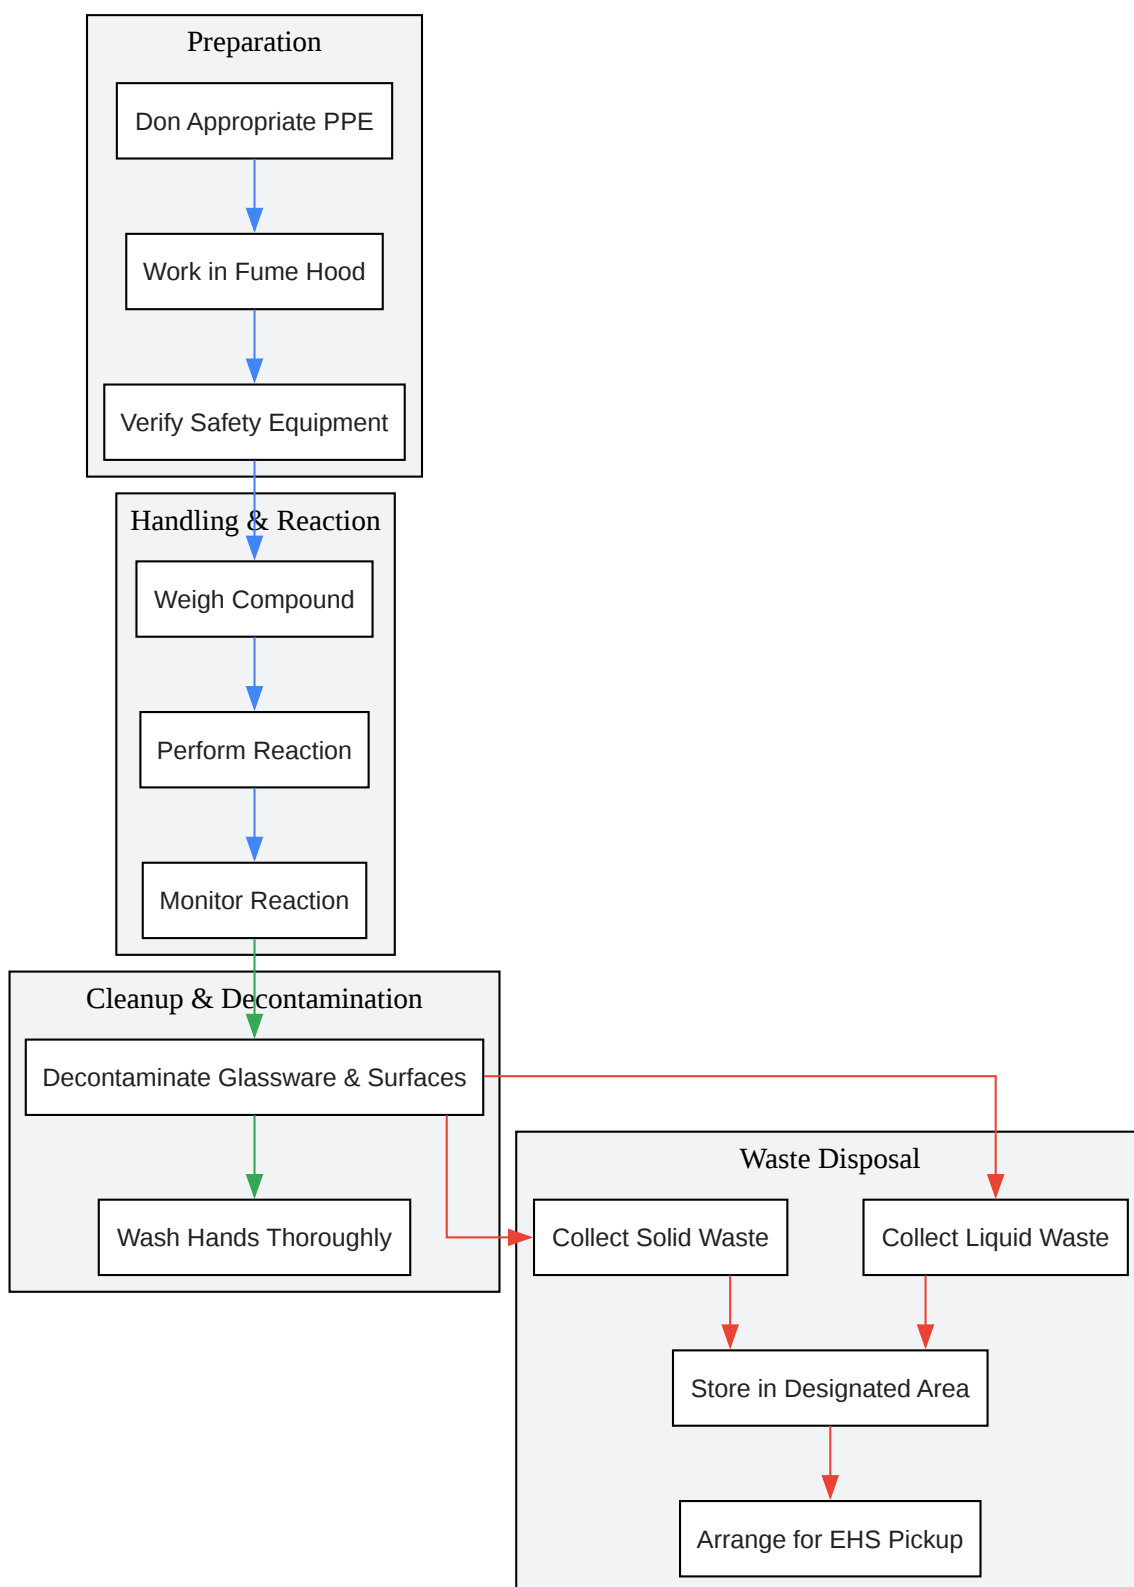 Preparation
Don Appropriate PPE
Work in Fume Hood
Verify Safety Equipment
Handling & Reaction
Weigh Compound
Perform Reaction
Monitor Reaction
Cleanup & Decontamination
Decontaminate Glassware & Surfaces
Wash Hands Thoroughly
Waste Disposal
Collect Solid Waste
Collect Liquid Waste
Store in Designated Area
Arrange for EHS Pickup